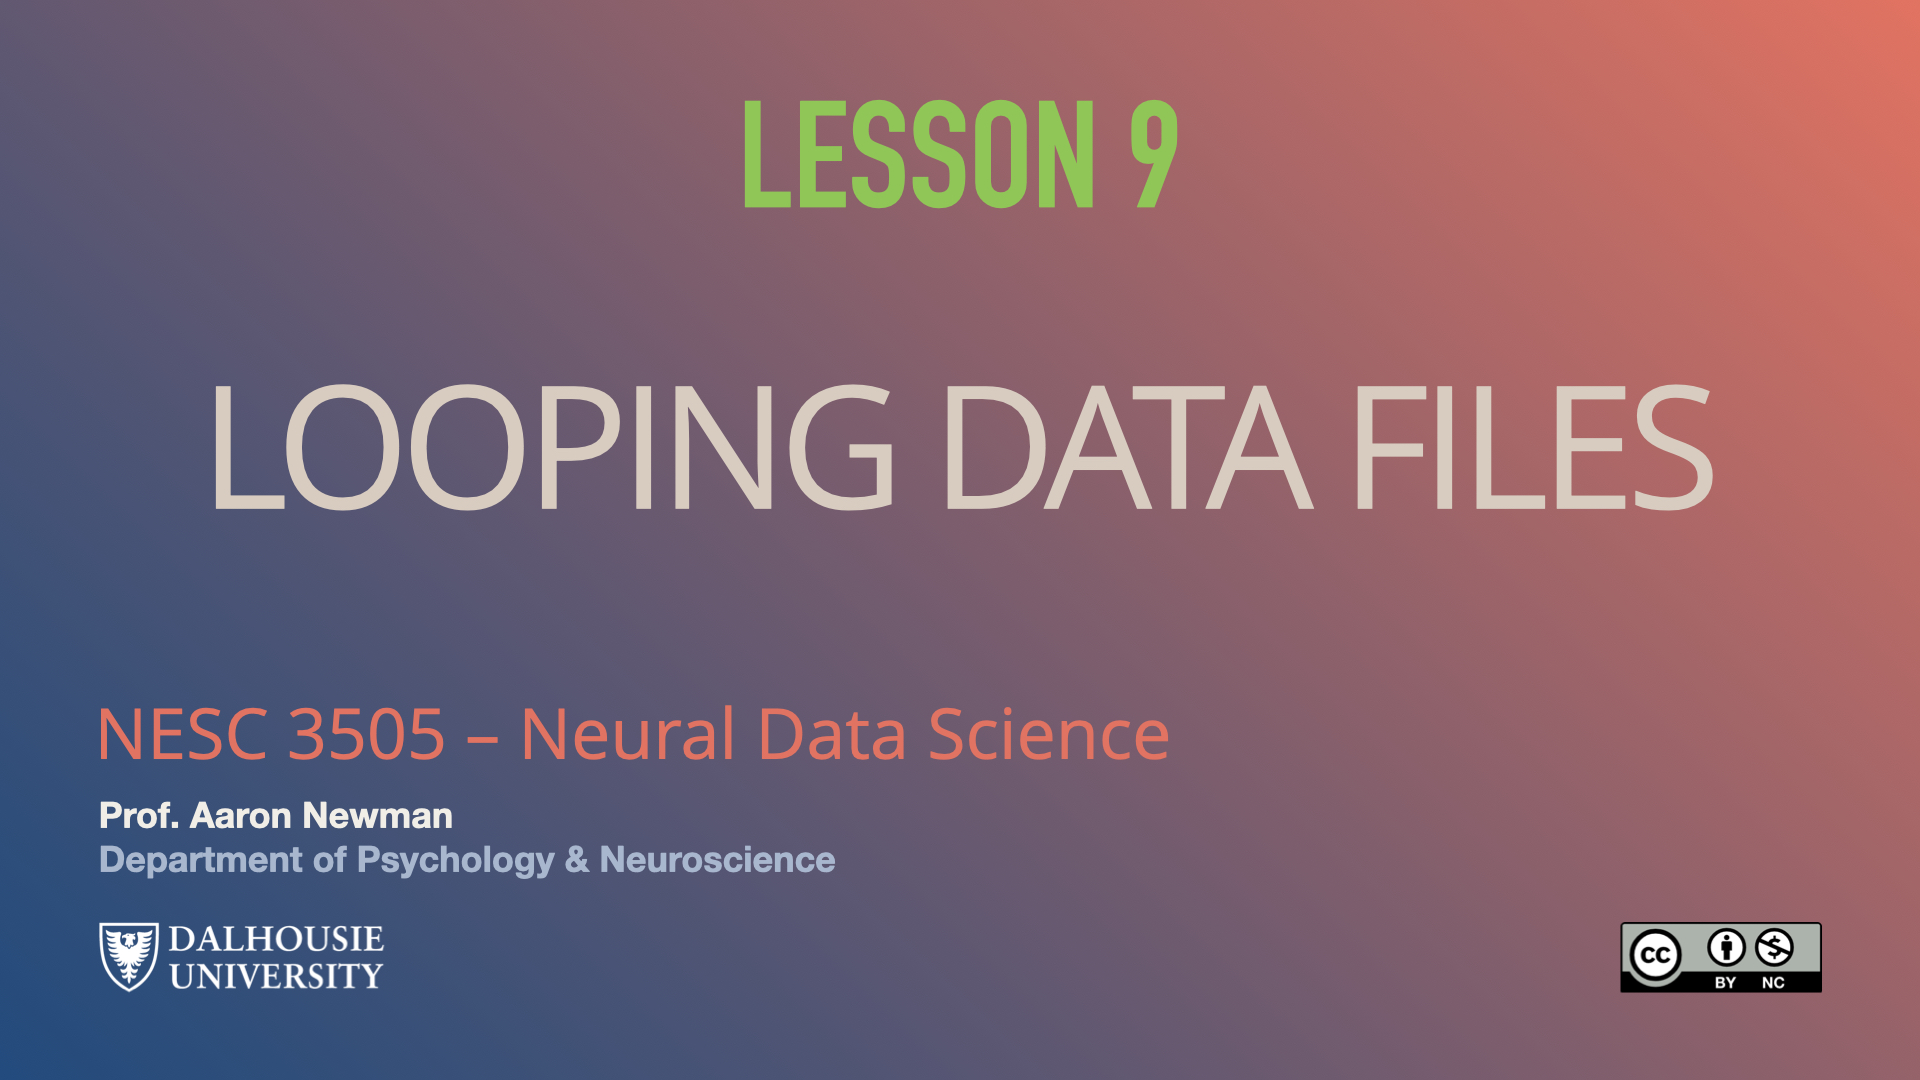 LESSON 9
LOOPING DATA FILES
NESC 3505 – Neural Data Science
Prof. Aaron Newman
Department of Psychology & Neuroscience
DALHOUSIE
UNIVERSITY
CC
BY NC